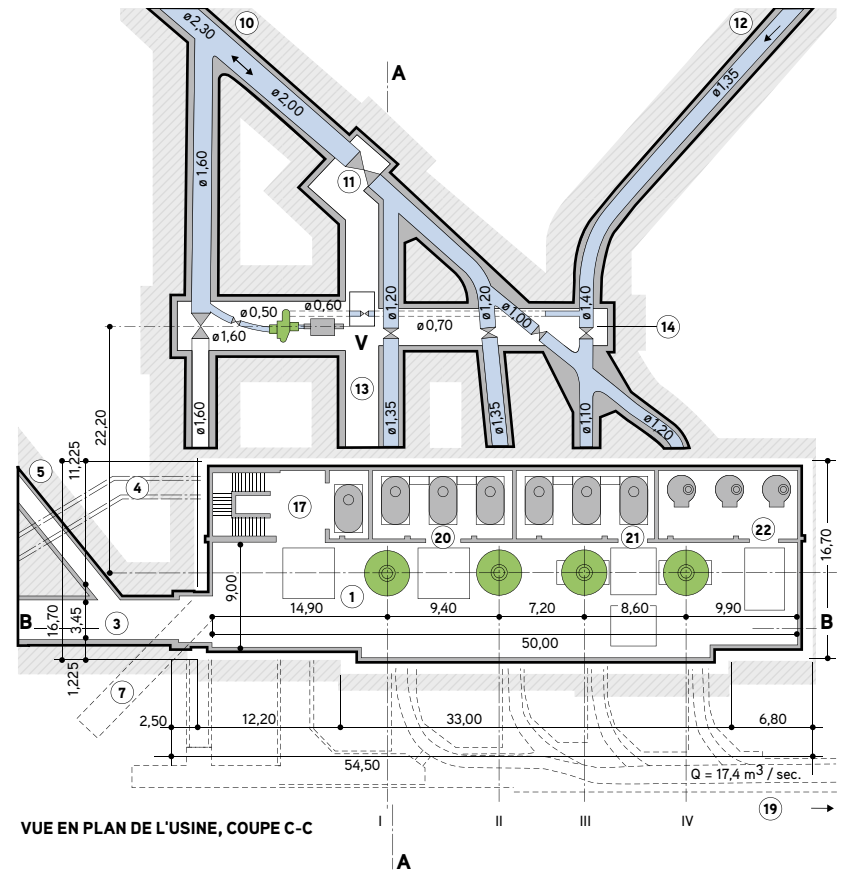 10
12
ø2,30
A
ø2,00
ø1,35
ø1,60
11
ø1,20
ø1,20
ø1,40
ø0,50
ø0,60
ø1,00
ø1,60
ø0,70
14
V
13
ø1,60
ø1,35
ø1,35
ø1,10
ø1,20
22,20
11,225
5
4
17
20
21
22
16,70
9,00
1
14,90
9,40
7,20
8,60
9,90
B
3
16,70
3,45
B
50,00
1,225
7
2,50
12,20
33,00
6,80
54,50
Q = 17,4 m3 / sec.
19
I
II
III
IV
VUE EN PLAN DE L'USINE, COUPE C-C
A